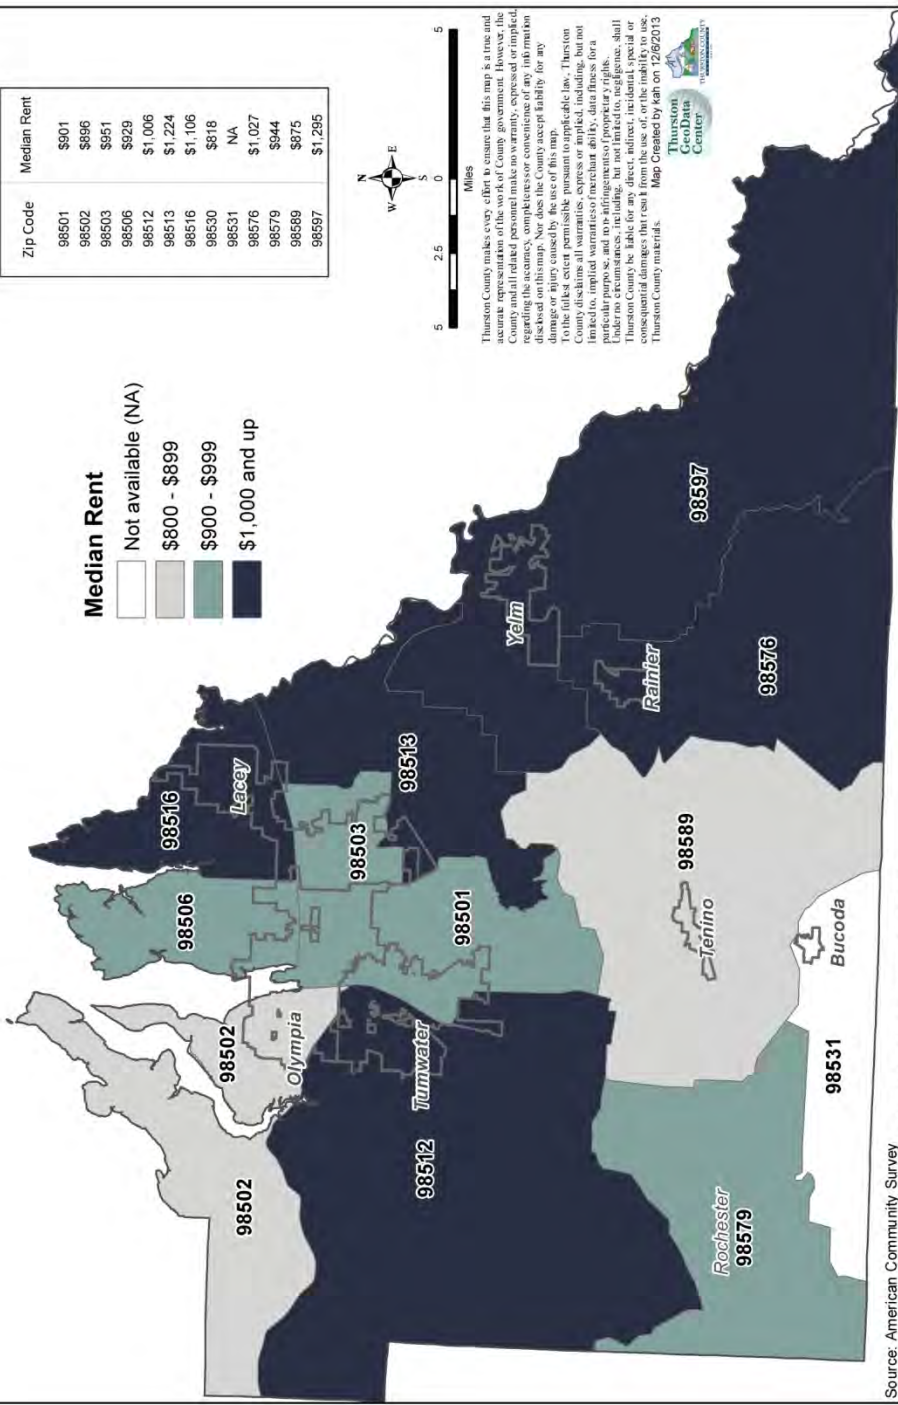 Zip Code Median Rent
98501 $901
98502 $896
98503 $951
98506 $929
98512 $1,006
98513 $1,224
98516 $1,106
98530 $818
98531 NA
98576 $1,027
98579 $944
98589 $875
98597 $1,295
Median Rent
Not available (NA)
$800 - $899
$900 - $999
$1,000 and up
N
W E
S
5 2.5 0 5
Miles
Thurston County makes every effort to ensure that this map is a true and
accurate representation of the work of County government. However, the
County and all related personnel make no warranty, expressed or implied,
regarding the accuracy, completeness or convenience of any information
disclosed on this map. Nor does the County accept liability for any
damage or injury caused by the use of this map.
To the fullest extent permissible pursuant to applicable law, Thurston
County disclaims all warranties, express or implied, including, but not
limited to, implied warranties of merchantability, data fitness for a
particular purpose, and non-infringements of proprietary rights.
Under no circumstances, including, but not limited to, negligence, shall
Thurston County be liable for any direct, indirect, incidental, special or
consequential damages that result from the use of, or the inability to use,
Thurston County materials.
Map Created by kah on 12/6/2013
Thurston
GeoData
Center
THURSTON COUNTY
98516
Lacey
98506
98502
Olympia
98502
98503
98513
98501
Tumwater
98512
Yelm
Rainier
98597
98576
98589
Tenino
Bucoda
98531
Rochester
98579
Source: American Community Survey